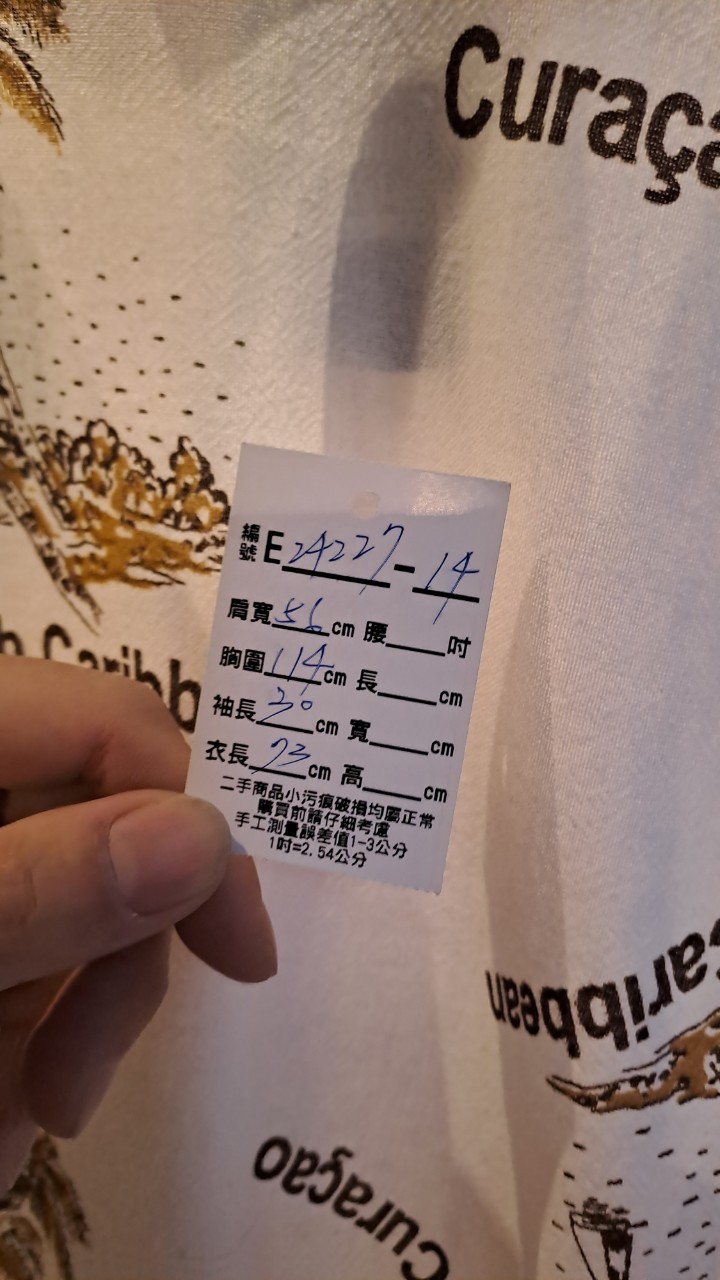 Curaça
編號 E 24227-14
肩寬 56 cm 腰 吋
胸圍 114 cm 長 cm
袖長 30 cm 寬 cm
衣長 73 cm 高 cm
二手商品小污痕破損均屬正常
購買前請仔細考慮
手工測量誤差值1-3公分
1吋=2.54公分
Caribb
Caribbean
Curaçao